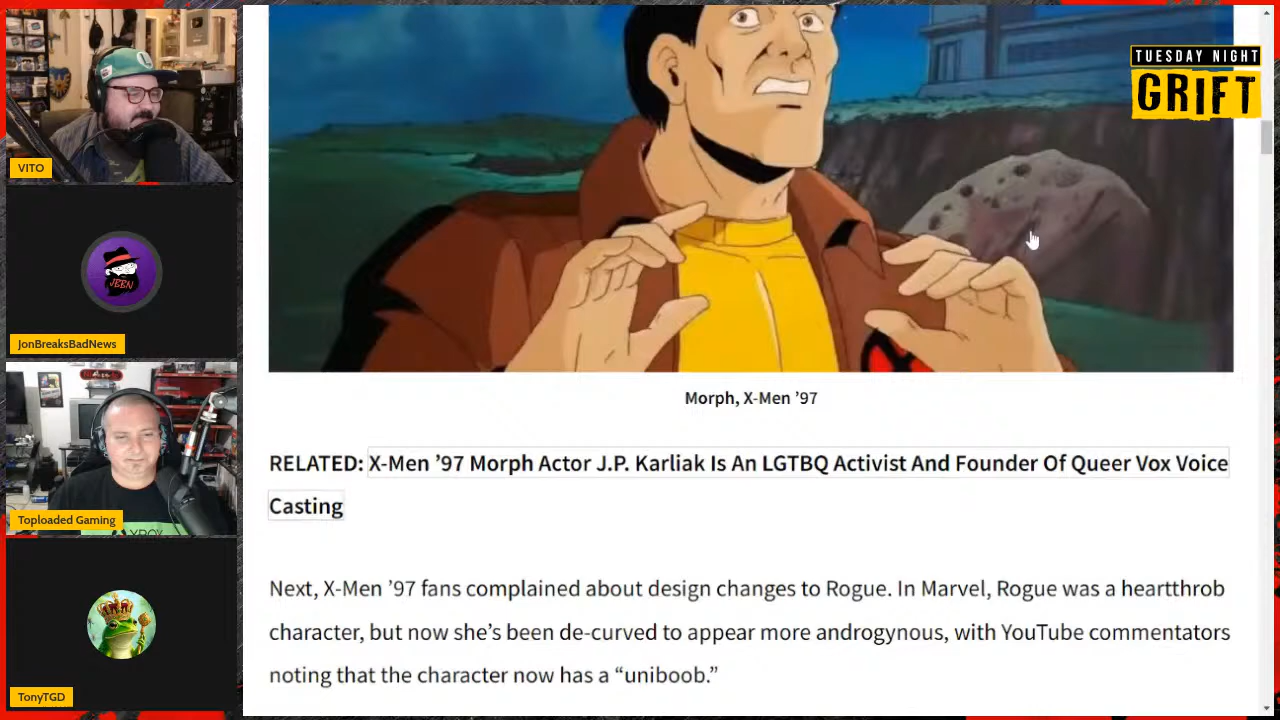 TUESDAY NIGHT
GRIFT
VITO
JBBN
JonBreaksBadNews
XBOX
Toploaded Gaming
TonyTGD
Morph, X-Men ’97
RELATED: X-Men ’97 Morph Actor J.P. Karliak Is An LGTBQ Activist And Founder Of Queer Vox Voice
Casting
Next, X-Men ’97 fans complained about design changes to Rogue. In Marvel, Rogue was a heartthrob
character, but now she’s been de-curved to appear more androgynous, with YouTube commentators
noting that the character now has a “uniboob.”